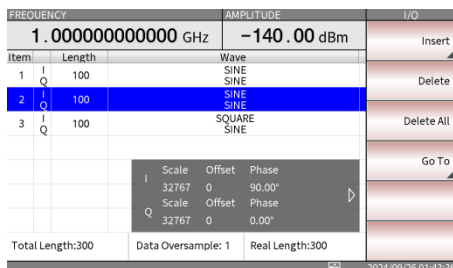 FREQUENCY AMPLITUDE I/Q
1.000000000000 GHz -140.00 dBm
Insert
Item Length Wave
1 I 100 SINE
Q SINE
Delete
2 I 100 SINE
Q SINE
3 I 100 SQUARE
Q SINE
Delete All
Go To
I Scale Offset Phase
32767 0 90.00°
Q Scale Offset Phase
32767 0 0.00°
Total Length:300 Data Oversample: 1 Real Length:300